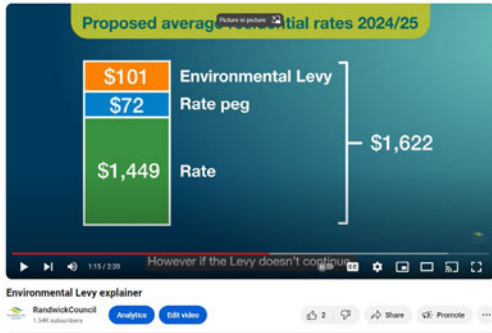 Proposed average residential rates 2024/25
Picture in picture
$101 Environmental Levy
$72 Rate peg
$1,449 Rate
$1,622
However if the Levy doesn't continue
1:15 / 2:20
CC
Environmental Levy explainer
RandwickCouncil
1.54K subscribers
Analytics
Edit video
2
Share
Promote